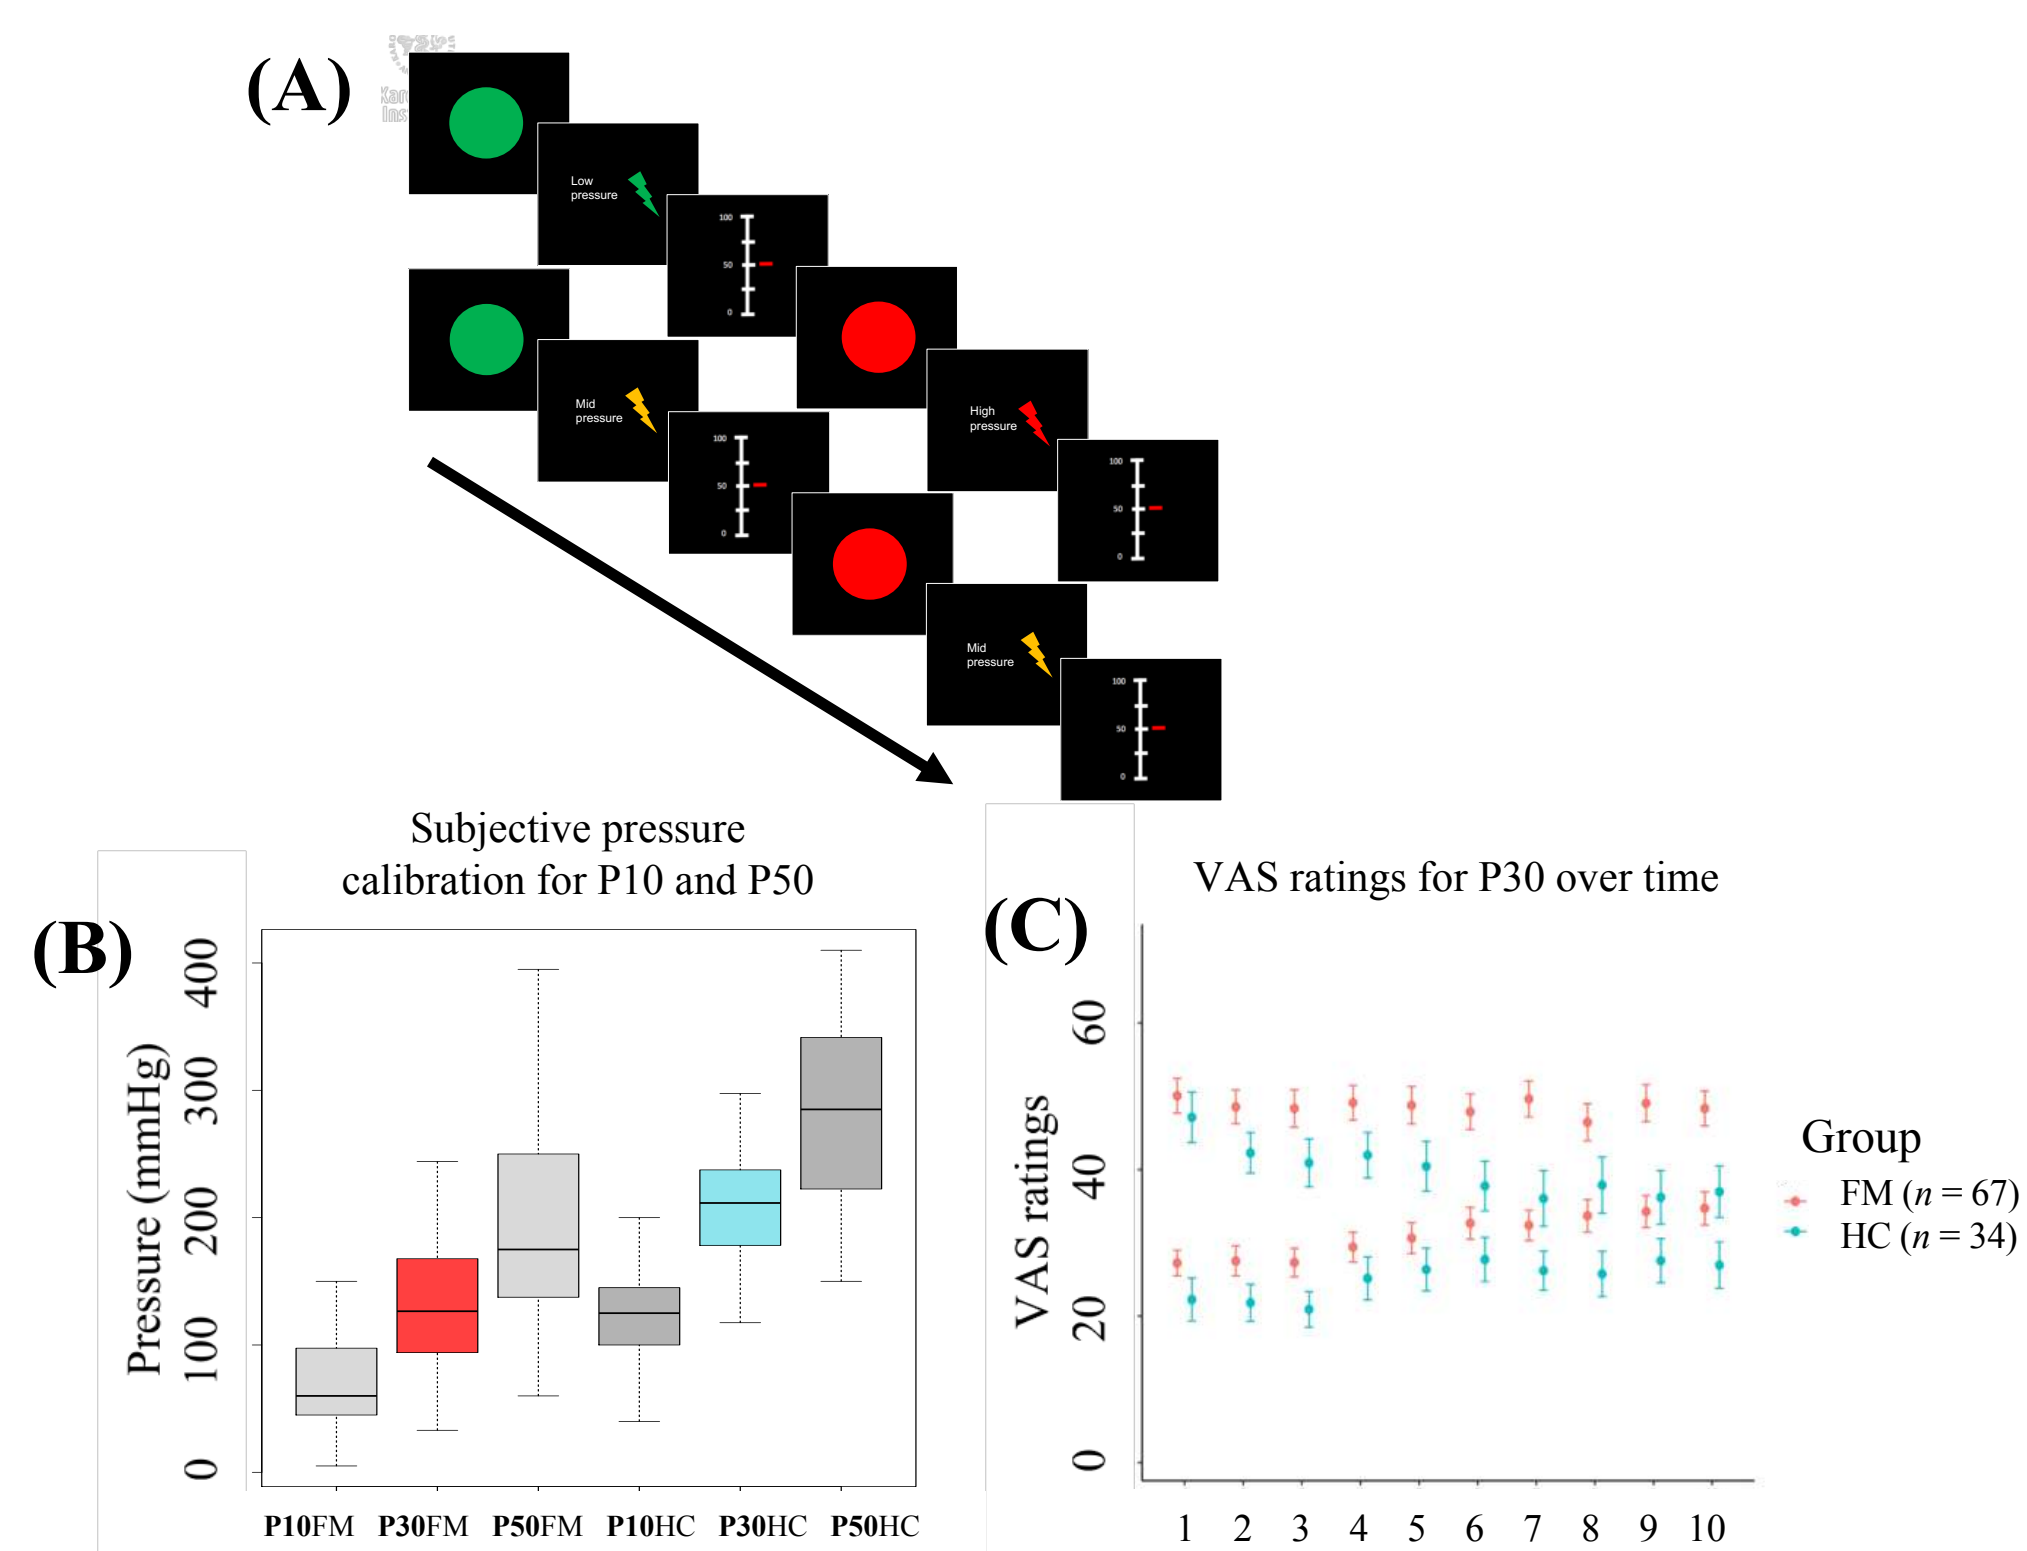 (A)
Low
pressure
100
50
0
Mid
pressure
100
50
0
High
pressure
100
50
0
Mid
pressure
100
50
0
Subjective pressure
calibration for P10 and P50
(B)
Pressure (mmHg)
400
300
200
100
0
P10FM P30FM P50FM P10HC P30HC P50HC
VAS ratings for P30 over time
(C)
VAS ratings
60
40
20
0
1 2 3 4 5 6 7 8 9 10
Group
FM (n = 67)
HC (n = 34)